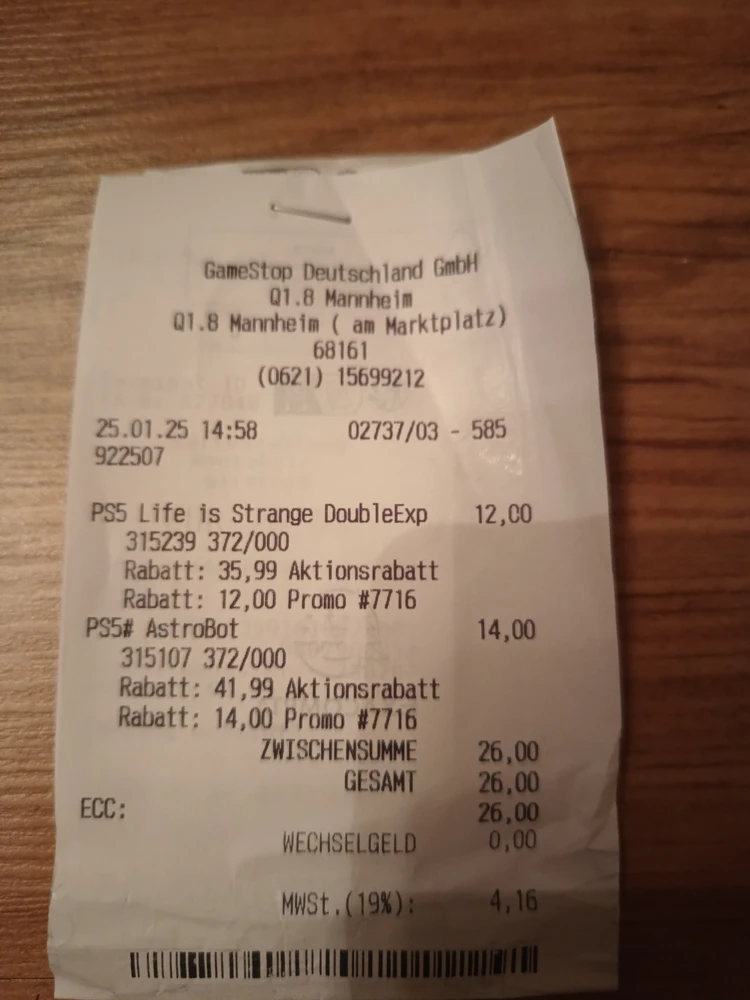 GameStop Deutschland GmbH
Q1.8 Mannheim
Q1.8 Mannheim ( am Marktplatz)
68161
(0621) 15699212
25.01.25 14:58 02737/03 - 585
922507
PS5 Life is Strange DoubleExp 12,00
315239 372/000
Rabatt: 35,99 Aktionsrabatt
Rabatt: 12,00 Promo #7716
PS5# AstroBot 14,00
315107 372/000
Rabatt: 41,99 Aktionsrabatt
Rabatt: 14,00 Promo #7716
ZWISCHENSUMME 26,00
GESAMT 26,00
ECC: 26,00
WECHSELGELD 0,00
MWSt.(19%): 4,16